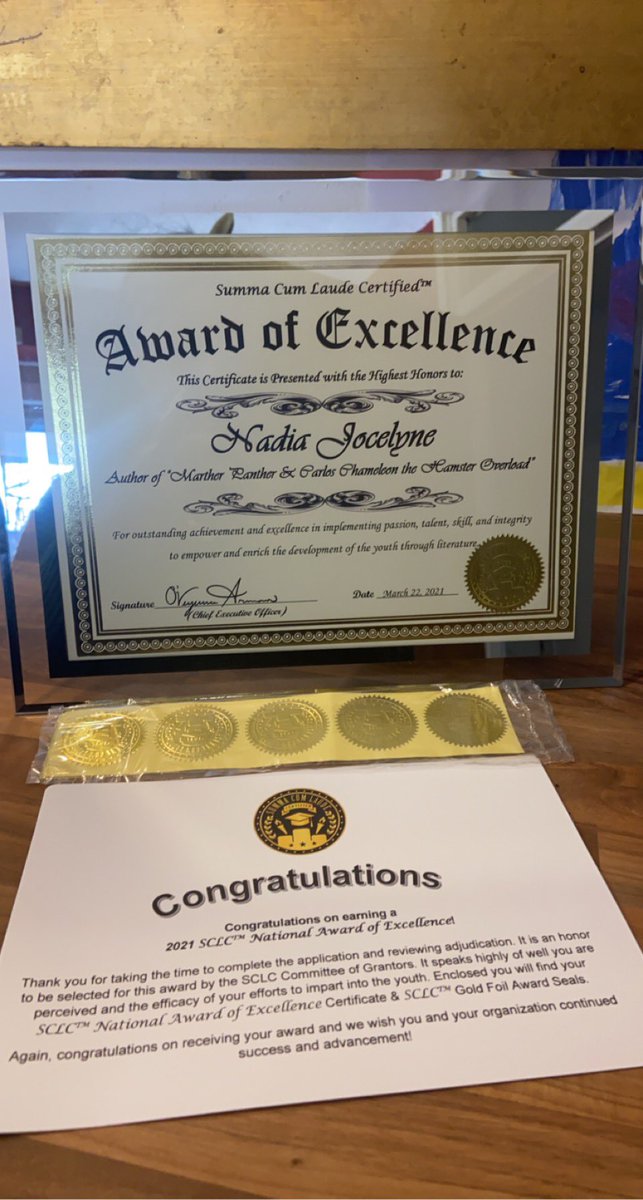 Summa Cum Laude Certified™
Award of Excellence
This Certificate is Presented with the Highest Honors to:
Nadia Jocelyne
Author of "Marther Panther & Carlos Chameleon the Hamster Overload"
For outstanding achievement and excellence in implementing passion, talent, skill, and integrity
to empower and enrich the development of the youth through literature.
Signature
Date March 22, 2021
(Chief Executive Officer)
SUMMA CUM LAUDE
CERTIFIED
Congratulations
Congratulations on earning a
2021 SCLC™ National Award of Excellence!
Thank you for taking the time to complete the application and reviewing adjudication. It is an honor
to be selected for this award by the SCLC Committee of Grantors. It speaks highly of well you are
perceived and the efficacy of your efforts to impart into the youth. Enclosed you will find your
SCLC™ National Award of Excellence Certificate & SCLC™ Gold Foil Award Seals.
Again, congratulations on receiving your award and we wish you and your organization continued
success and advancement!